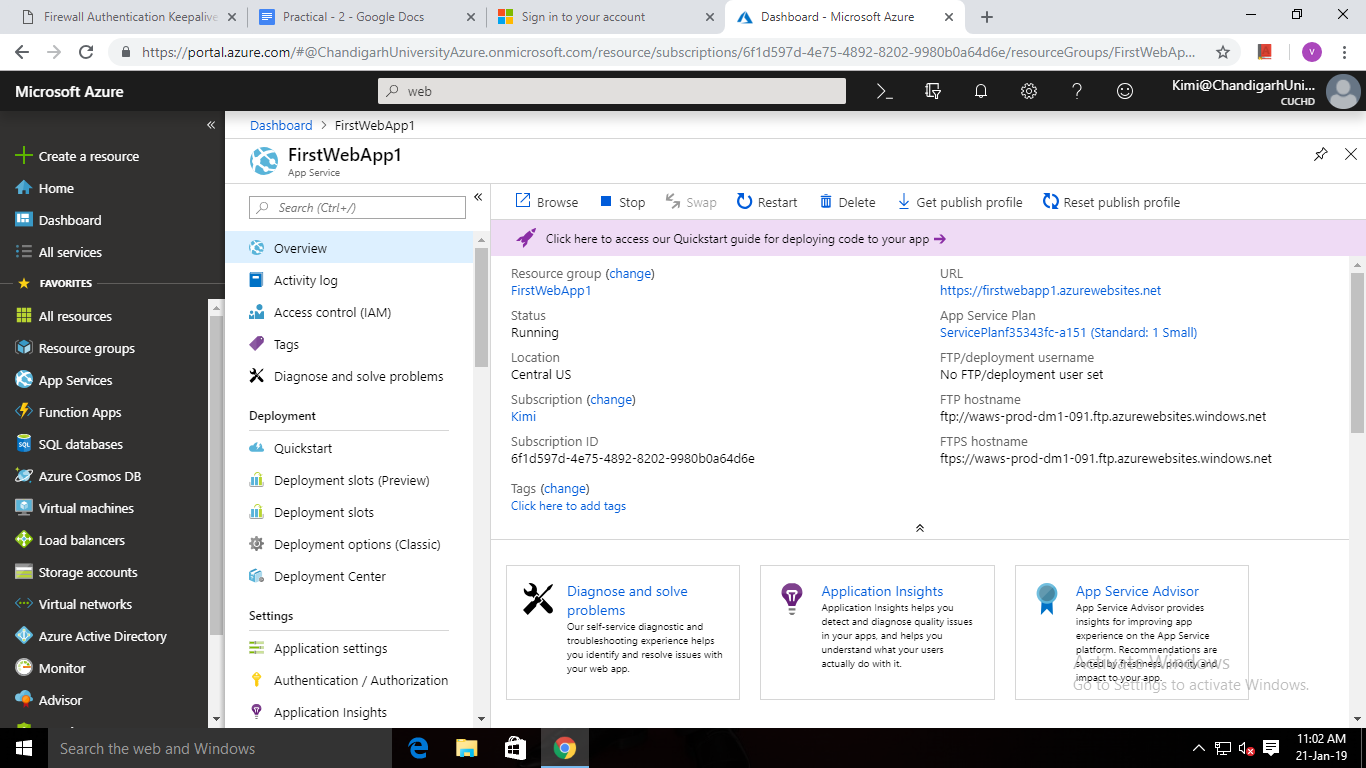 Firewall Authentication Keepalive
Practical - 2 - Google Docs
Sign in to your account
Dashboard - Microsoft Azure
https://portal.azure.com/#@ChandigarhUniversityAzure.onmicrosoft.com/resource/subscriptions/6f1d597d-4e75-4892-8202-9980b0a64d6e/resourceGroups/FirstWebAp...
V
Microsoft Azure
web
Kimi@ChandigarhUni...
CUCHD
Create a resource
Home
Dashboard
All services
FAVORITES
All resources
Resource groups
App Services
Function Apps
SQL databases
Azure Cosmos DB
Virtual machines
Load balancers
Storage accounts
Virtual networks
Azure Active Directory
Monitor
Advisor
Dashboard > FirstWebApp1
FirstWebApp1
App Service
Search (Ctrl+/)
Overview
Activity log
Access control (IAM)
Tags
Diagnose and solve problems
Deployment
Quickstart
Deployment slots (Preview)
Deployment slots
Deployment options (Classic)
Deployment Center
Settings
Application settings
Authentication / Authorization
Application Insights
Browse
Stop
Swap
Restart
Delete
Get publish profile
Reset publish profile
Click here to access our Quickstart guide for deploying code to your app
Resource group (change)
FirstWebApp1
Status
Running
Location
Central US
Subscription (change)
Kimi
Subscription ID
6f1d597d-4e75-4892-8202-9980b0a64d6e
Tags (change)
Click here to add tags
URL
https://firstwebapp1.azurewebsites.net
App Service Plan
ServicePlanf35343fc-a151 (Standard: 1 Small)
FTP/deployment username
No FTP/deployment user set
FTP hostname
ftp://waws-prod-dm1-091.ftp.azurewebsites.windows.net
FTPS hostname
ftps://waws-prod-dm1-091.ftp.azurewebsites.windows.net
Diagnose and solve
problems
Our self-service diagnostic and
troubleshooting experience helps
you identify and resolve issues with
your web app.
Application Insights
Application Insights helps you
detect and diagnose quality issues
in your apps, and helps you
understand what your users
actually do with it.
App Service Advisor
App Service Advisor provides
insights for improving app
experience on the App Service
platform. Recommendations are
sorted by freshness, priority and
impact to your app.
Activate Windows
Go to Settings to activate Windows.
Search the web and Windows
11:02 AM
21-Jan-19